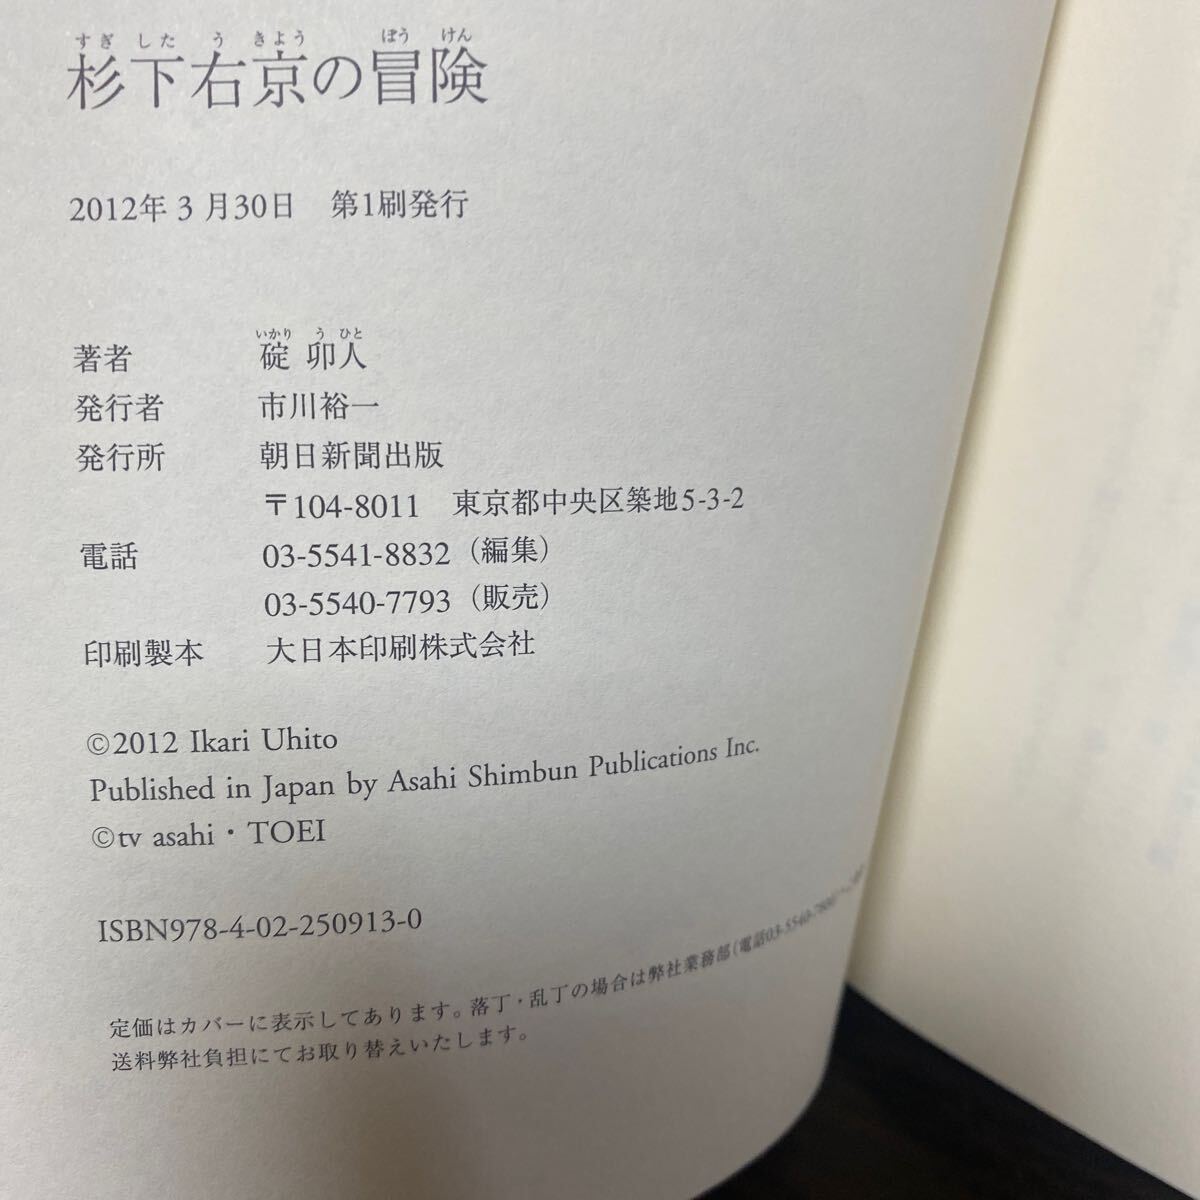 すぎ した う きよう ぼう けん
杉下右京の冒険
2012年3月30日　第1刷発行
いかり う ひと
著者　碇 卯人
発行者　市川裕一
発行所　朝日新聞出版
〒104-8011　東京都中央区築地5-3-2
電話　03-5541-8832（編集）
03-5540-7793（販売）
印刷製本　大日本印刷株式会社
©2012 Ikari Uhito
Published in Japan by Asahi Shimbun Publications Inc.
©tv asahi・TOEI
ISBN978-4-02-250913-0
定価はカバーに表示してあります。落丁・乱丁の場合は弊社業務部（電話03-5540-7800）
送料弊社負担にてお取り替えいたします。